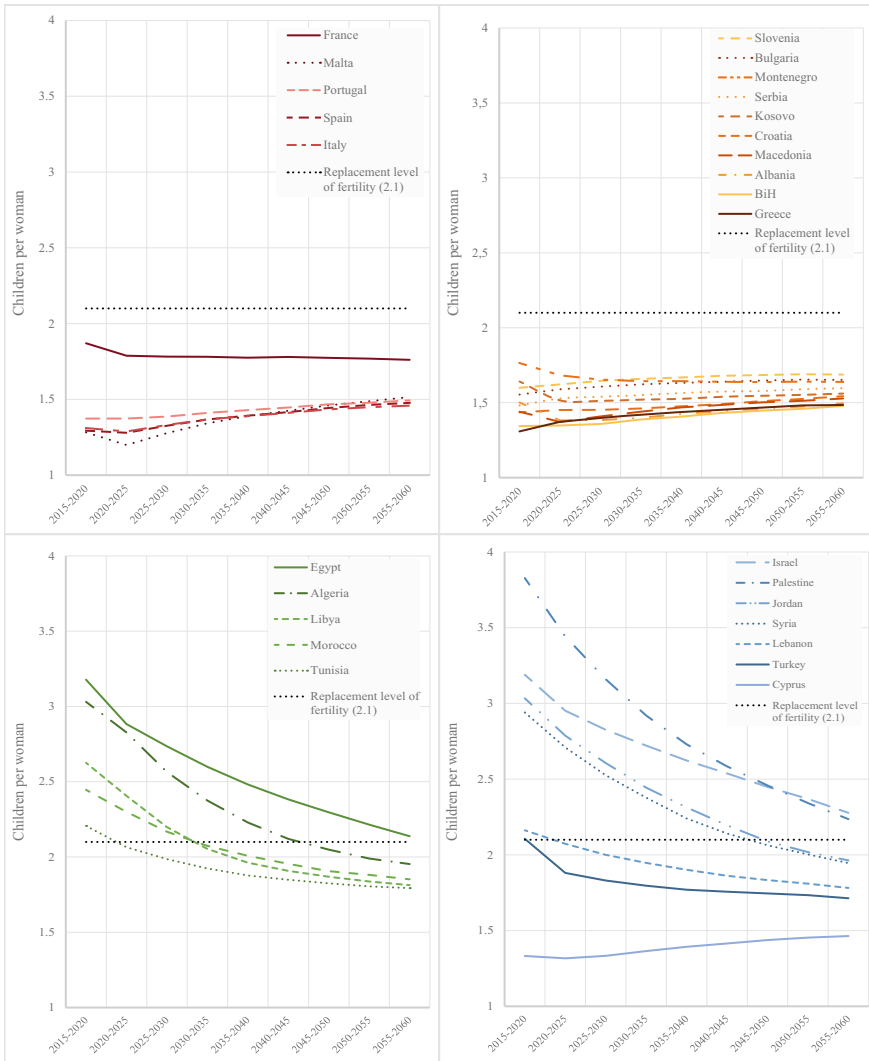 4
3.5
3
2.5
2
1.5
1
Children per woman
France
Malta
Portugal
Spain
Italy
Replacement level
of fertility (2.1)
2015-2020
2020-2025
2025-2030
2030-2035
2035-2040
2040-2045
2045-2050
2050-2055
2055-2060
4
3,5
3
2,5
2
1.5
1
Children per woman
Slovenia
Bulgaria
Montenegro
Serbia
Kosovo
Croatia
Macedonia
Albania
BiH
Greece
Replacement level
of fertility (2.1)
2015-2020
2020-2025
2025-2030
2030-2035
2035-2040
2040-2045
2045-2050
2050-2055
2055-2060
4
3.5
3
2.5
2
1.5
1
Children per woman
Egypt
Algeria
Libya
Morocco
Tunisia
Replacement level of
fertility (2.1)
2015-2020
2020-2025
2025-2030
2030-2035
2035-2040
2040-2045
2045-2050
2050-2055
2055-2060
4
3.5
3
2.5
2
1.5
1
Children per woman
Israel
Palestine
Jordan
Syria
Lebanon
Turkey
Cyprus
Replacement level
of fertility (2.1)
2015-2020
2020-2025
2025-2030
2030-2035
2035-2040
2040-2045
2045-2050
2050-2055
2055-2060